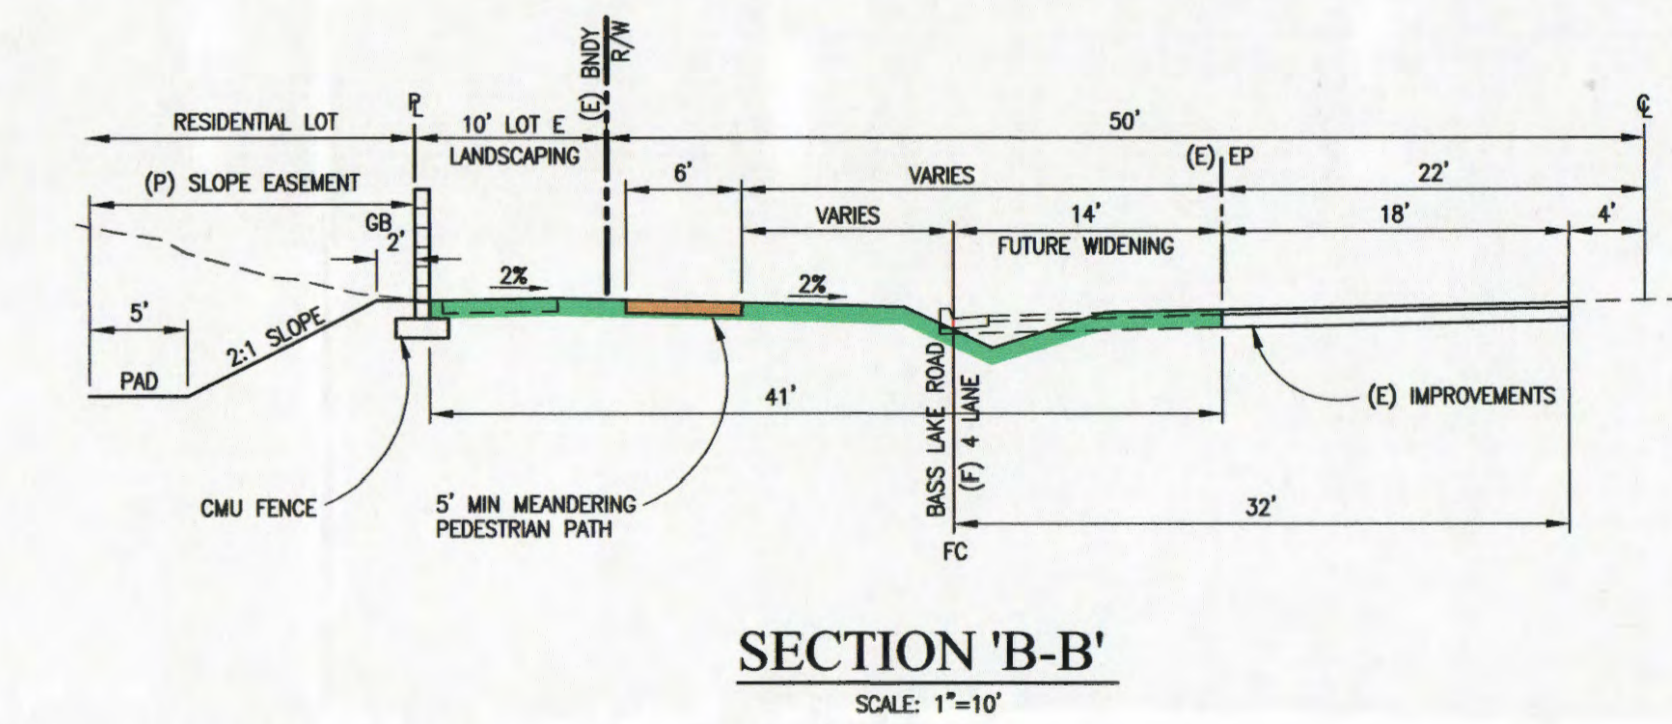 (E) BNDY
R/W
PL
CL
RESIDENTIAL LOT
10' LOT E
LANDSCAPING
50'
(P) SLOPE EASEMENT
6'
VARIES
(E) EP
22'
GB
2'
VARIES
14'
FUTURE WIDENING
18'
4'
2%
2%
5'
2:1 SLOPE
PAD
41'
(E) IMPROVEMENTS
BASS LAKE ROAD
(F) 4 LANE
CMU FENCE
5' MIN MEANDERING
PEDESTRIAN PATH
32'
FC
SECTION 'B-B'
SCALE: 1"=10'